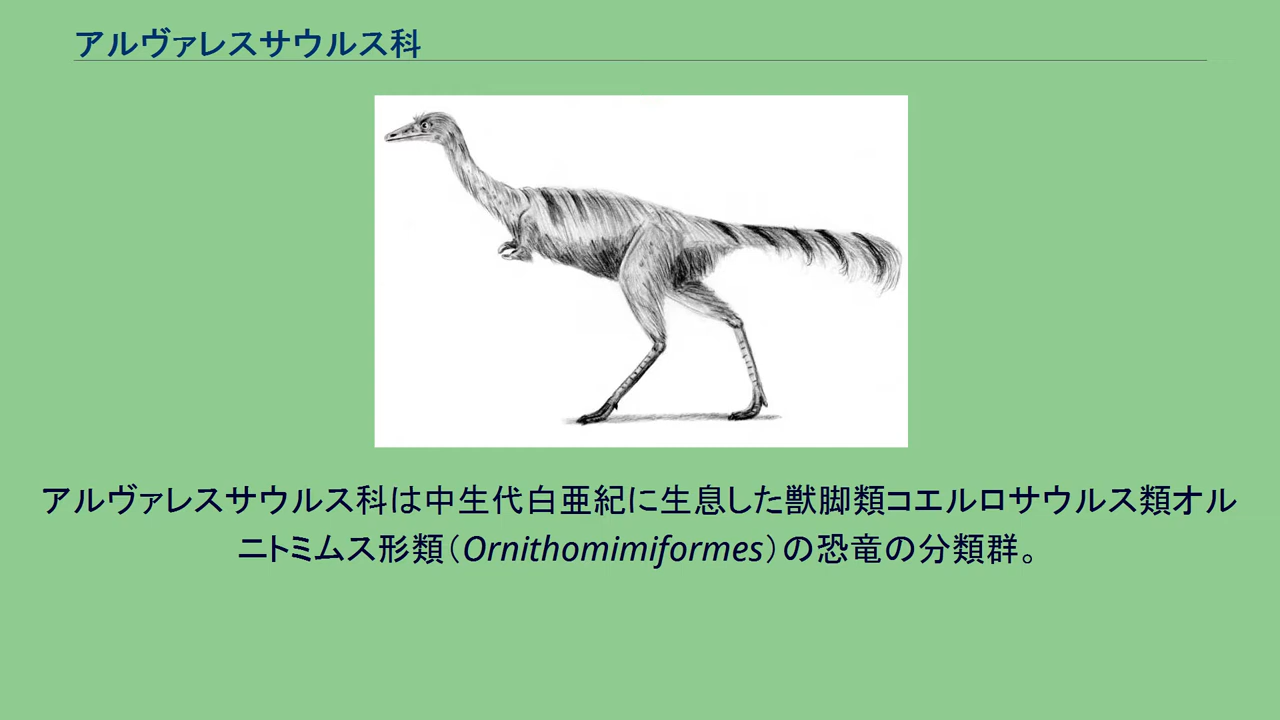 アルヴァレスサウルス科
アルヴァレスサウルス科は中生代白亜紀に生息した獣脚類コエルロサウルス類オル
ニトミムス形類（Ornithomimiformes）の恐竜の分類群。